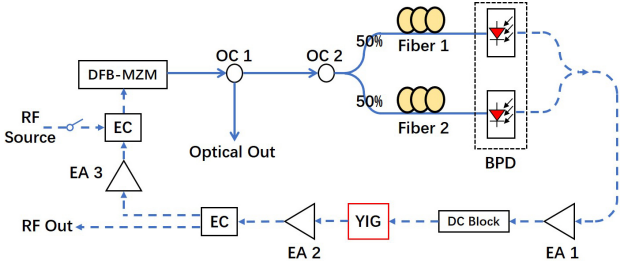 OC 1
OC 2
50%
Fiber 1
DFB-MZM
50%
Fiber 2
RF
Source
EC
Optical Out
BPD
EA 3
RF Out
EC
EA 2
YIG
DC Block
EA 1